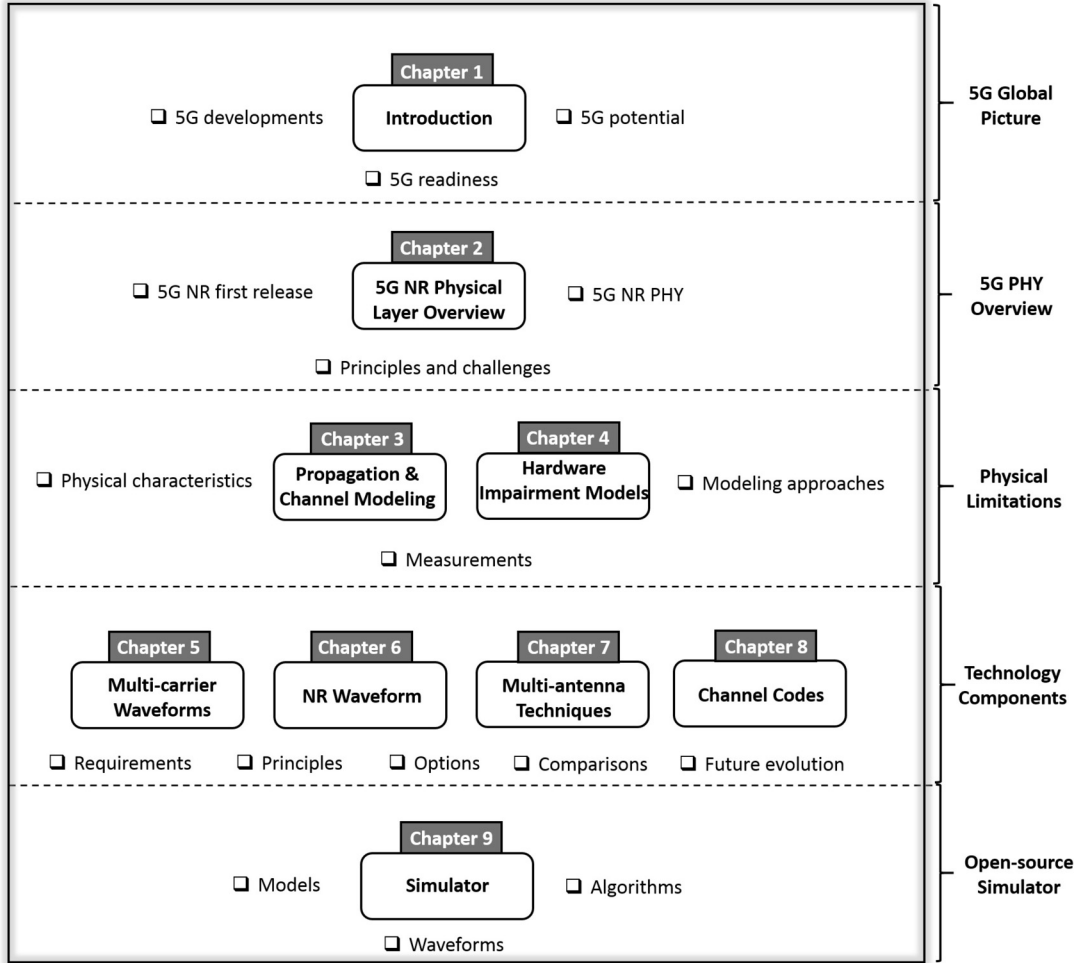 Chapter 1
Introduction
❑ 5G developments
❑ 5G potential
❑ 5G readiness
5G Global
Picture
Chapter 2
5G NR Physical
Layer Overview
❑ 5G NR first release
❑ 5G NR PHY
❑ Principles and challenges
5G PHY
Overview
Chapter 3
Propagation &
Channel Modeling
Chapter 4
Hardware
Impairment Models
❑ Physical characteristics
❑ Modeling approaches
❑ Measurements
Physical
Limitations
Chapter 5
Multi-carrier
Waveforms
Chapter 6
NR Waveform
Chapter 7
Multi-antenna
Techniques
Chapter 8
Channel Codes
❑ Requirements
❑ Principles
❑ Options
❑ Comparisons
❑ Future evolution
Technology
Components
Chapter 9
Simulator
❑ Models
❑ Algorithms
❑ Waveforms
Open-source
Simulator